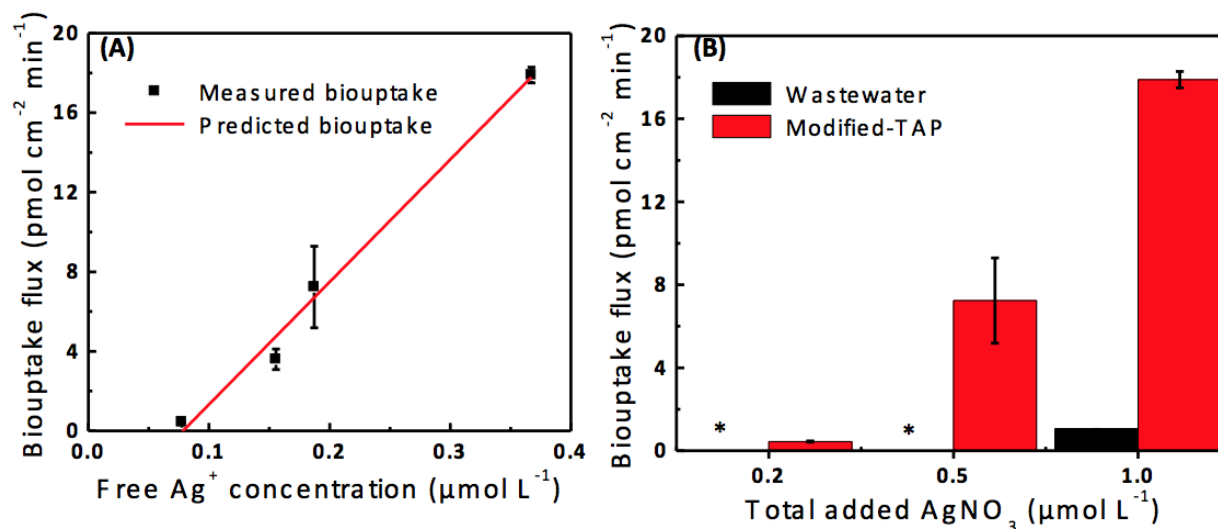 (A)
Measured biouptake
Predicted biouptake
Biouptake flux (pmol cm⁻² min⁻¹)
20
16
12
8
4
0
0.0 0.1 0.2 0.3 0.4
Free Ag⁺ concentration (μmol L⁻¹)
(B)
Wastewater
Modified-TAP
Biouptake flux (pmol cm⁻² min⁻¹)
20
16
12
8
4
0
*
*
0.2 0.5 1.0
Total added AgNO₃ (μmol L⁻¹)